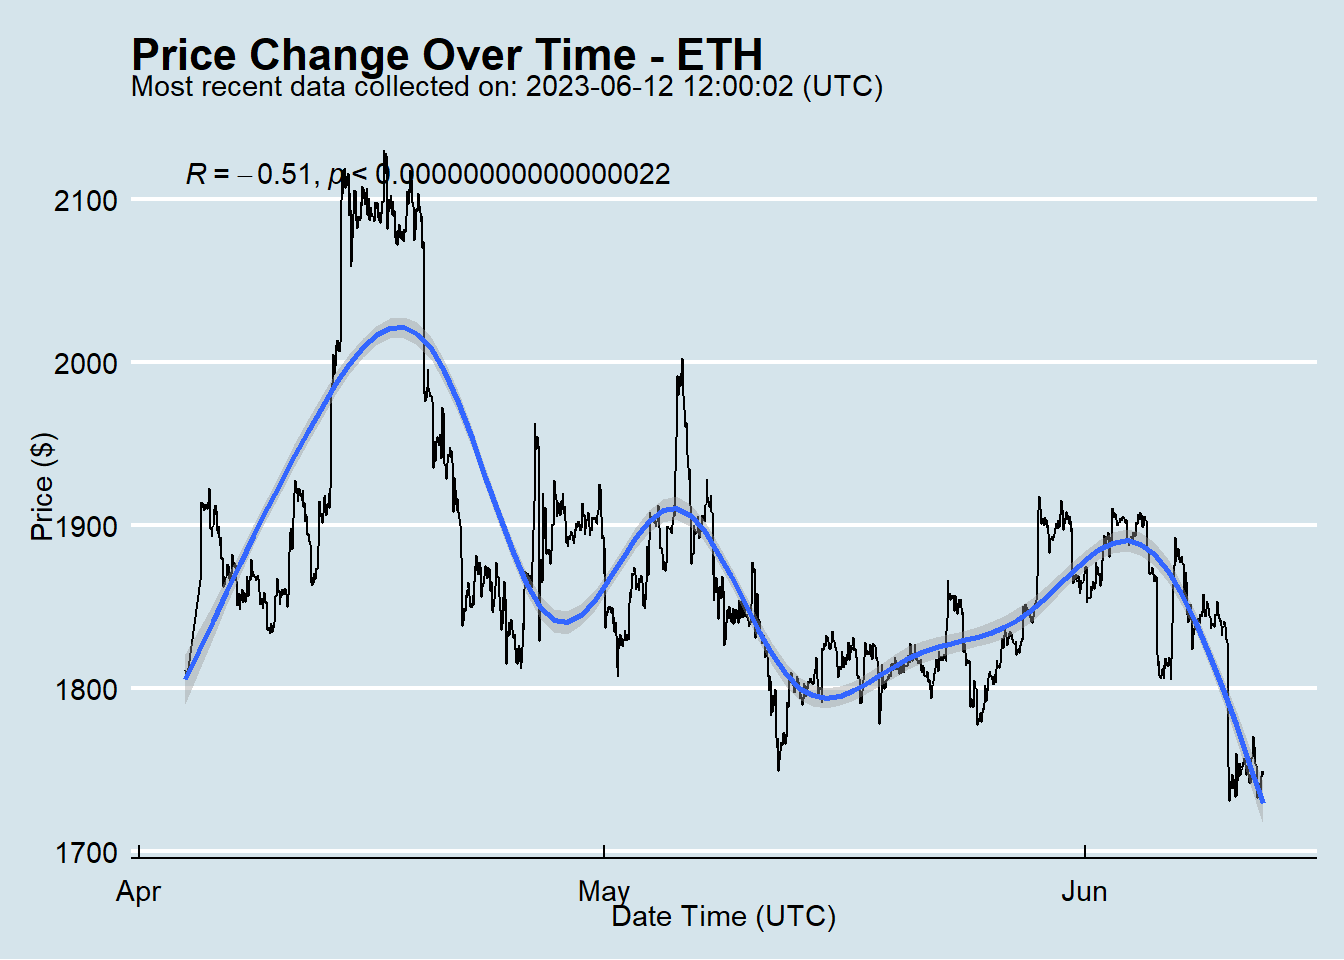 Price Change Over Time - ETH
Most recent data collected on: 2023-06-12 12:00:02 (UTC)
R = −0.51, p < 0.00000000000000022
2100
2000
1900
1800
1700
Price ($)
Apr May Jun
Date Time (UTC)